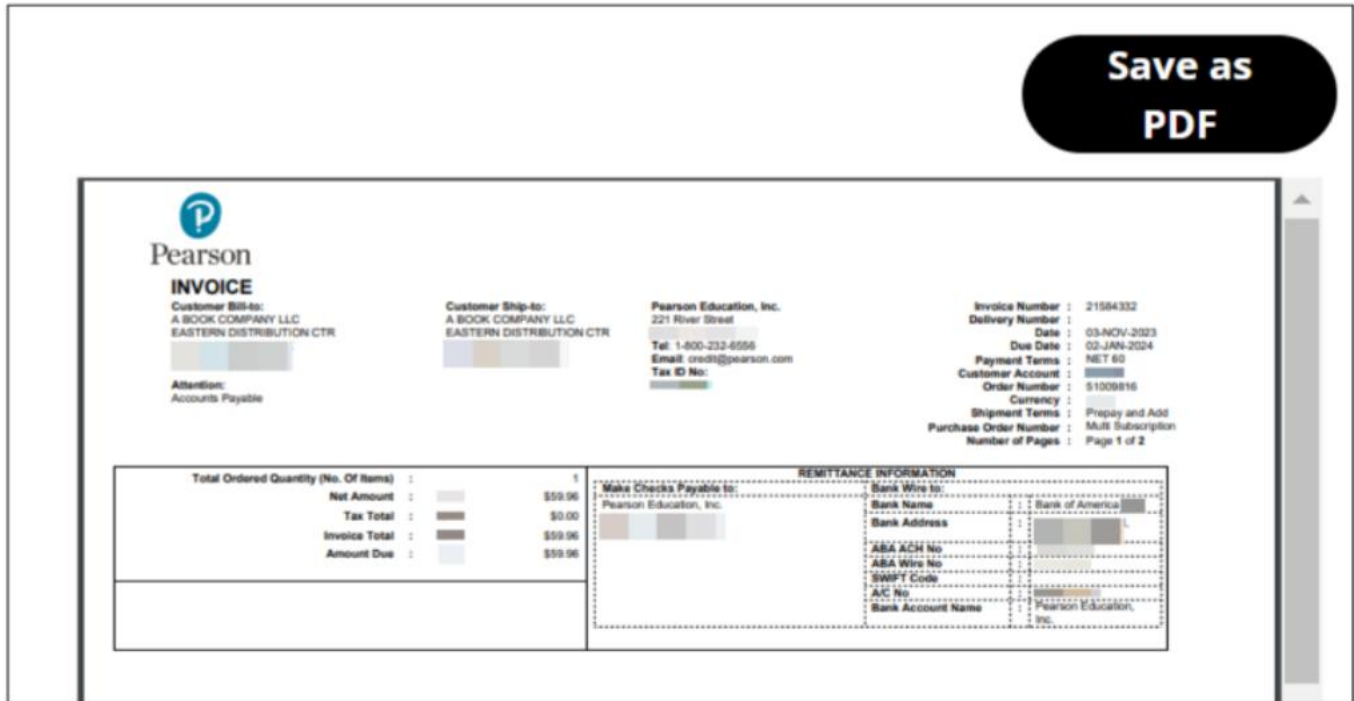 Save as
PDF
Pearson
INVOICE
Customer Bill-to:
A BOOK COMPANY LLC
EASTERN DISTRIBUTION CTR
Attention:
Accounts Payable
Customer Ship-to:
A BOOK COMPANY LLC
EASTERN DISTRIBUTION CTR
Pearson Education, Inc.
221 River Street
Tel: 1-800-232-6556
Email: credit@pearson.com
Tax ID No:
Invoice Number : 21584332
Delivery Number :
Date : 03-NOV-2023
Due Date : 02-JAN-2024
Payment Terms : NET 60
Customer Account :
Order Number : 51009816
Currency :
Shipment Terms : Prepay and Add
Purchase Order Number : Multi Subscription
Number of Pages : Page 1 of 2
Total Ordered Quantity (No. Of Items) : 1
Net Amount : $59.96
Tax Total : $0.00
Invoice Total : $59.96
Amount Due : $59.96
REMITTANCE INFORMATION
Make Checks Payable to:
Pearson Education, Inc.
Bank Wire to:
Bank Name : Bank of America
Bank Address :
ABA ACH No :
ABA Wire No :
SWIFT Code :
A/C No :
Bank Account Name : Pearson Education,
Inc.